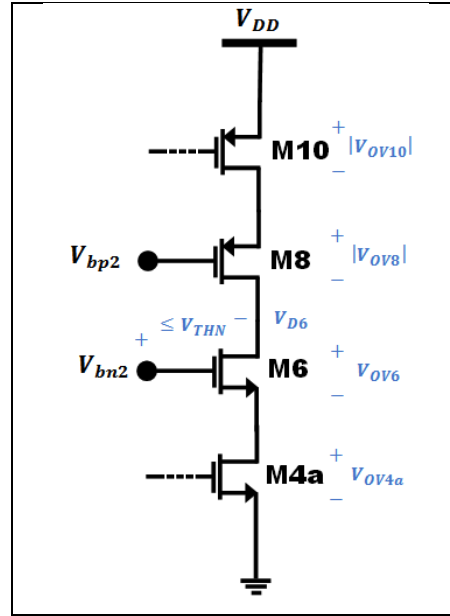 V_DD
+
M10 |V_OV10|
−
+
V_bp2 M8 |V_OV8|
−
+ ≤ V_THN − V_D6
+
V_bn2 M6 V_OV6
−
+
M4a V_OV4a
−